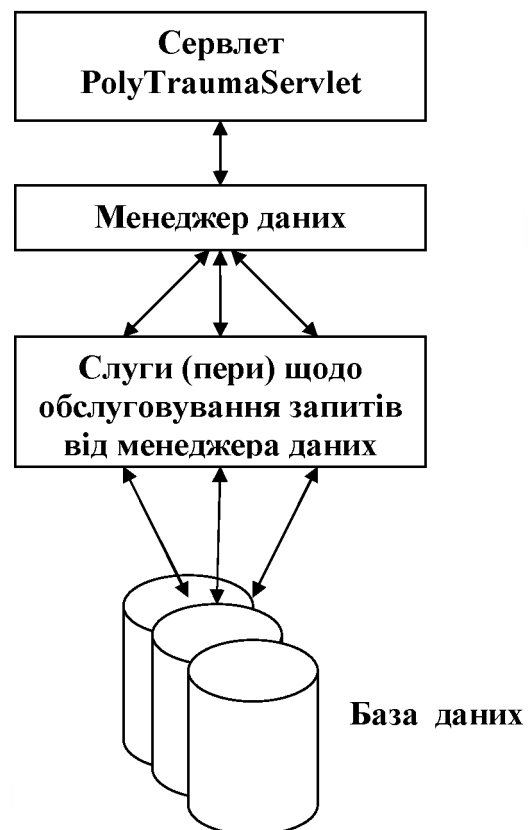 Сервлет
PolyTraumaServlet
Менеджер даних
Слуги (пери) щодо
обслуговування запитів
від менеджера даних
База даних